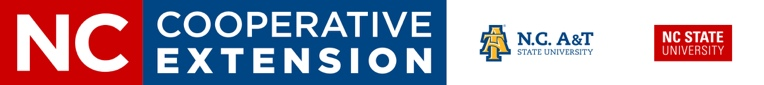 NC COOPERATIVE
EXTENSION
N.C. A&T
STATE UNIVERSITY
NC STATE
UNIVERSITY